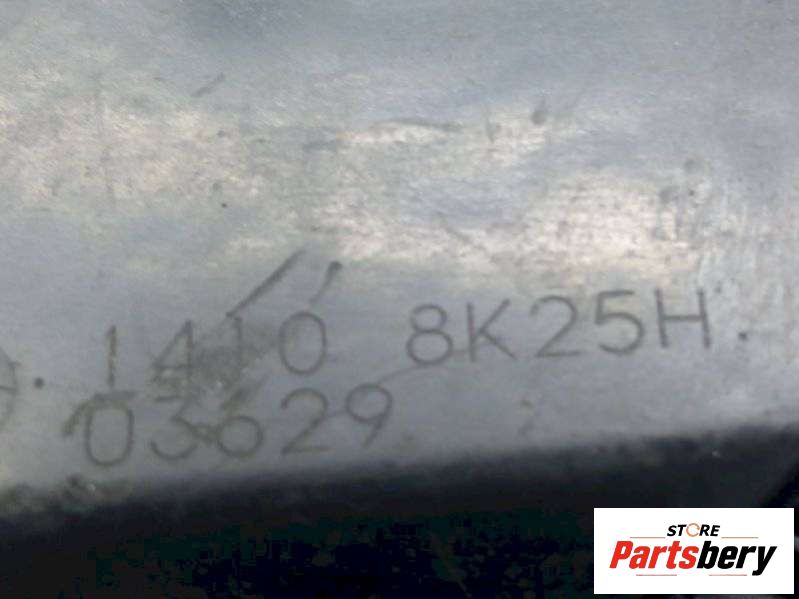 .1410 8K25H.
03629
STORE
Partsbery